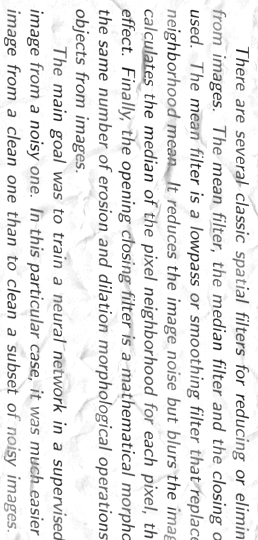 There are several classic spatial filters for reducing or elimin
from images. The mean filter, the median filter and the closing o
used. The mean filter is a lowpass or smoothing filter that replace
neighborhood mean. It reduces the image noise but blurs the imag
calculates the median of the pixel neighborhood for each pixel, th
effect. Finally, the opening closing filter is a mathematical morpho
the same number of erosion and dilation morphological operations
objects from images.
The main goal was to train a neural network in a supervised
image from a noisy one. In this particular case, it was much easier
image from a clean one than to clean a subset of noisy images.